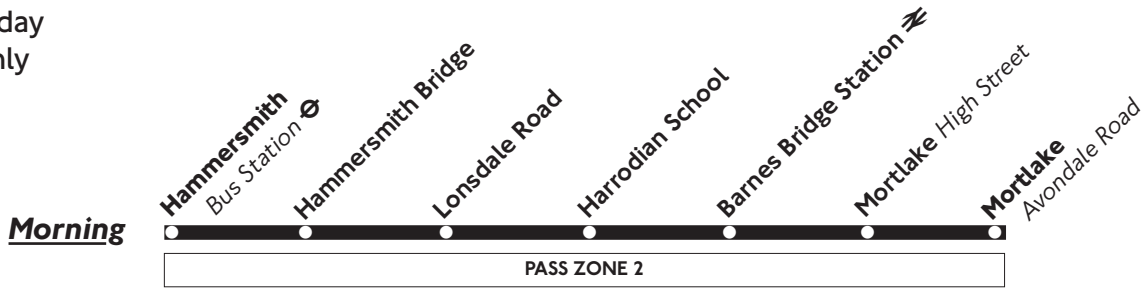 day
nly
Hammersmith
Bus Station
Hammersmith Bridge
Lonsdale Road
Harrodian School
Barnes Bridge Station
Mortlake High Street
Mortlake
Avondale Road
Morning
PASS ZONE 2